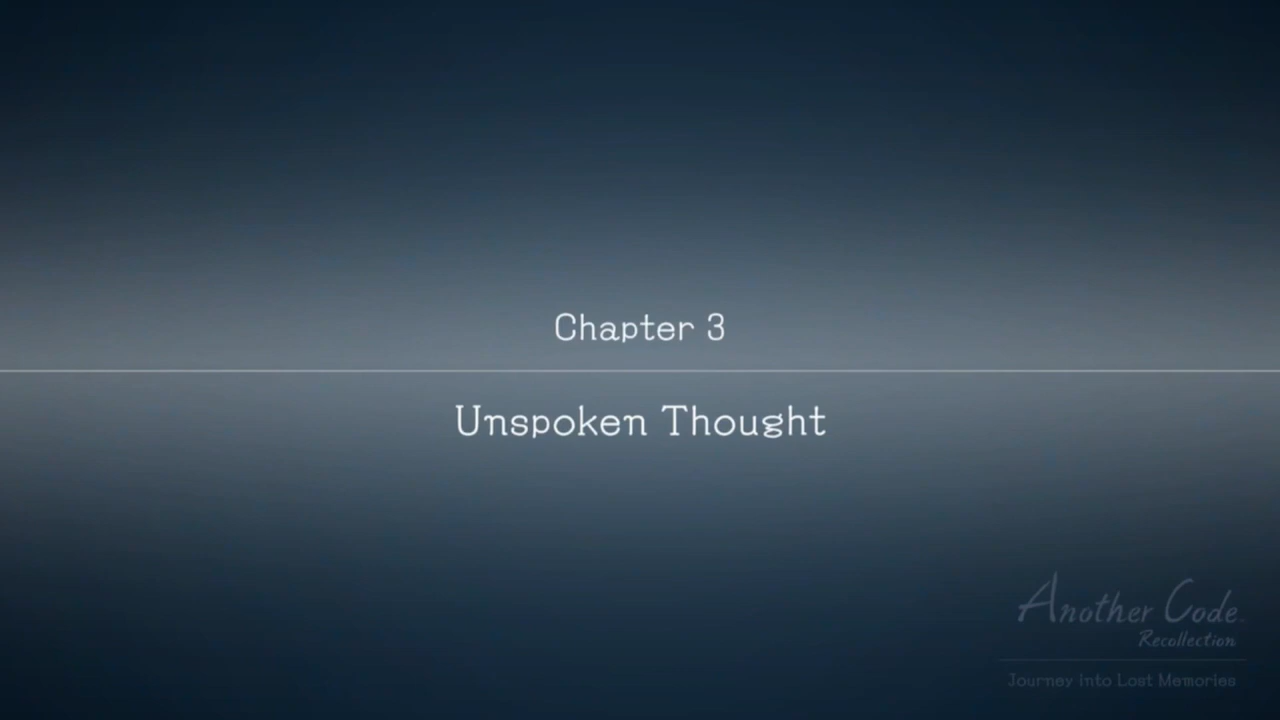 Chapter 3
Unspoken Thought
Another Code
Recollection
Journey into Lost Memories